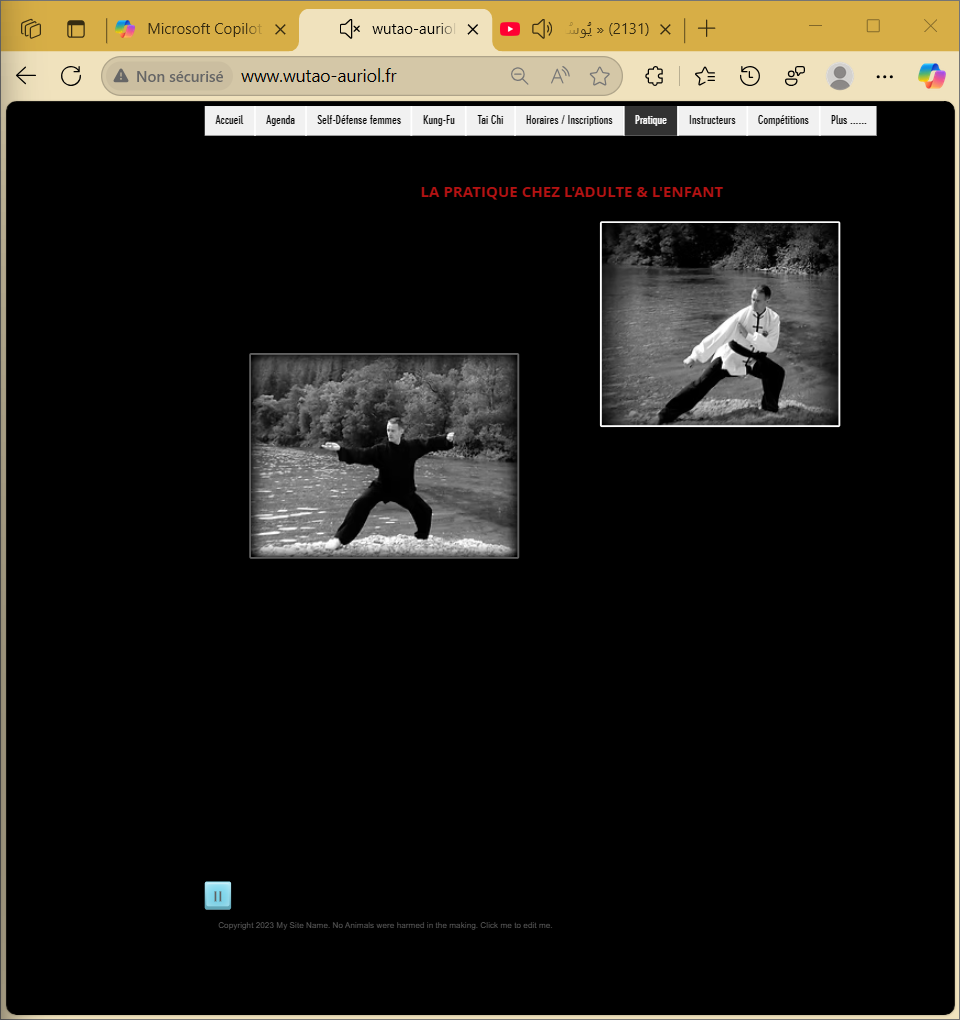 Microsoft Copilot
wutao-auriol
(2131) « يُوسُ
Non sécurisé
www.wutao-auriol.fr
Accueil
Agenda
Self-Défense femmes
Kung-Fu
Tai Chi
Horaires / Inscriptions
Pratique
Instructeurs
Compétitions
Plus ......
LA PRATIQUE CHEZ L'ADULTE & L'ENFANT
Copyright 2023 My Site Name. No Animals were harmed in the making. Click me to edit me.